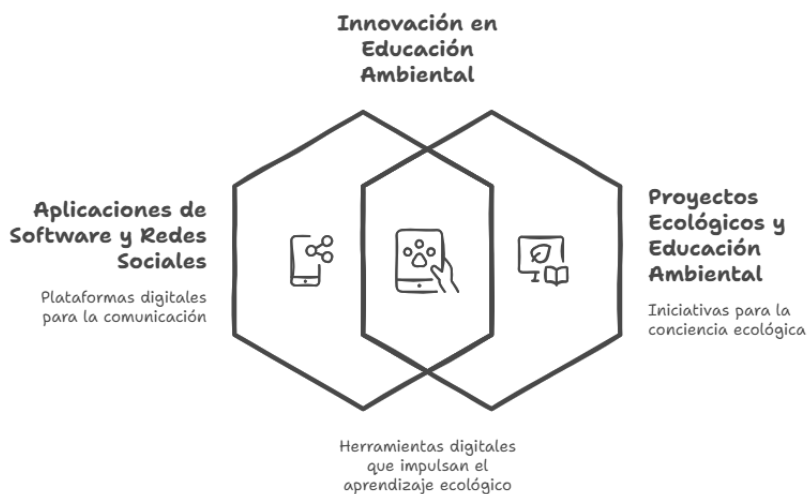 Innovación en
Educación
Ambiental
Aplicaciones de
Software y Redes
Sociales
Plataformas digitales
para la comunicación
Proyectos
Ecológicos y
Educación
Ambiental
Iniciativas para la
conciencia ecológica
Herramientas digitales
que impulsan el
aprendizaje ecológico